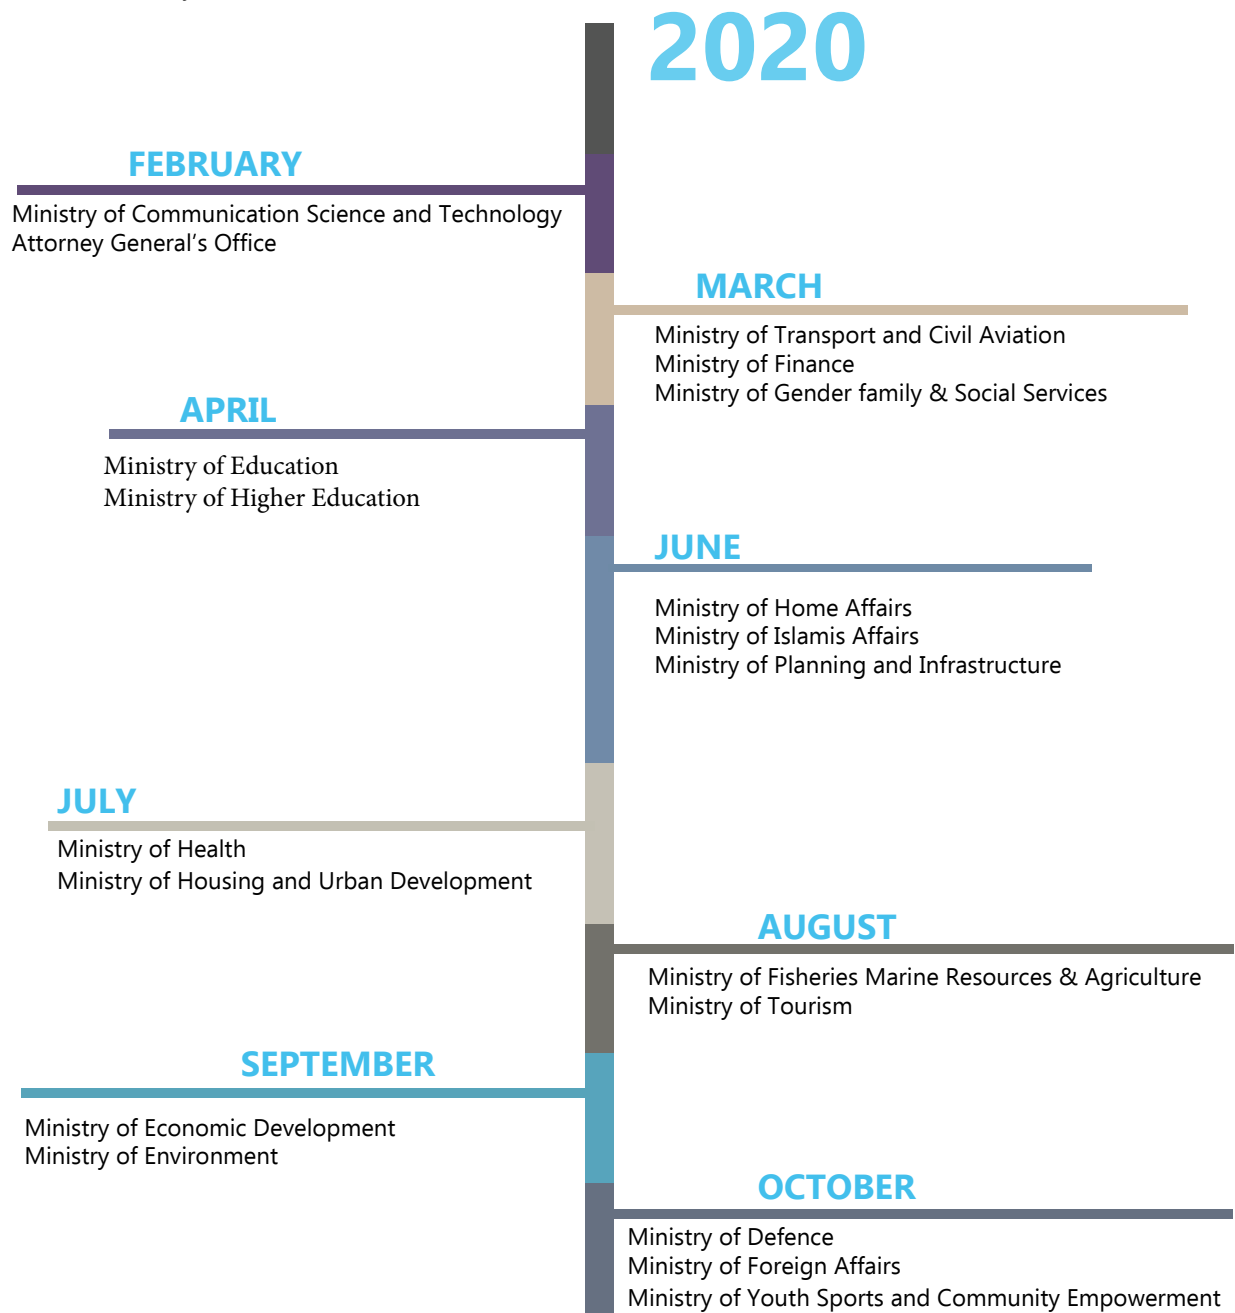 2020
FEBRUARY
Ministry of Communication Science and Technology
Attorney General’s Office
MARCH
Ministry of Transport and Civil Aviation
Ministry of Finance
Ministry of Gender family & Social Services
APRIL
Ministry of Education
Ministry of Higher Education
JUNE
Ministry of Home Affairs
Ministry of Islamis Affairs
Ministry of Planning and Infrastructure
JULY
Ministry of Health
Ministry of Housing and Urban Development
AUGUST
Ministry of Fisheries Marine Resources & Agriculture
Ministry of Tourism
SEPTEMBER
Ministry of Economic Development
Ministry of Environment
OCTOBER
Ministry of Defence
Ministry of Foreign Affairs
Ministry of Youth Sports and Community Empowerment